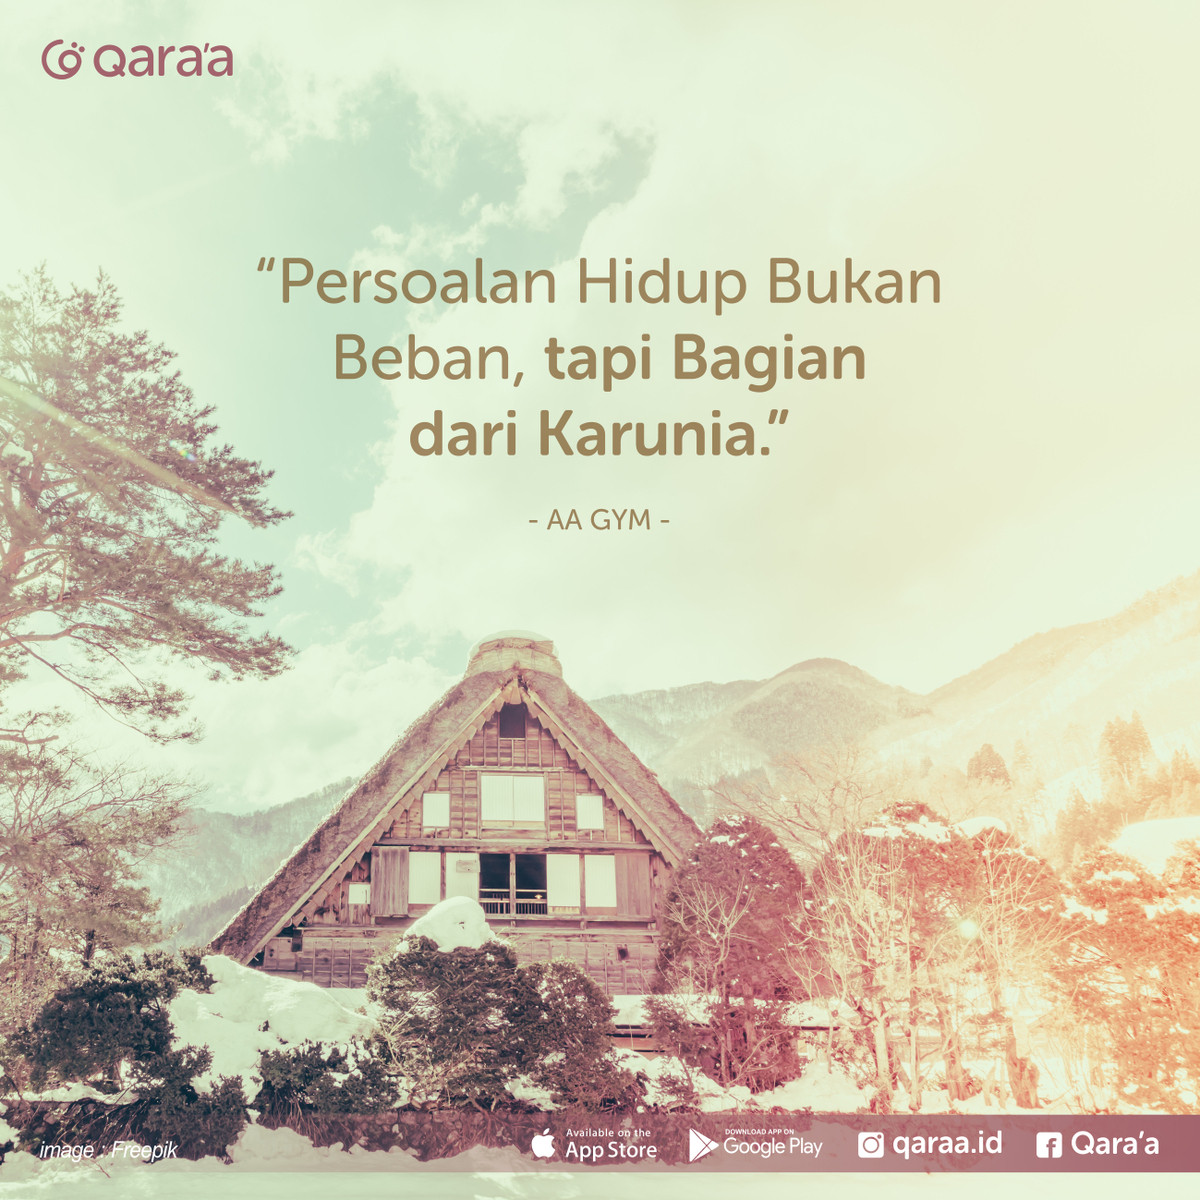 Qara'a
“Persoalan Hidup Bukan
Beban, tapi Bagian
dari Karunia.”
- AA GYM -
image : Freepik
Available on the
App Store
DOWNLOAD APP ON
Google Play
qaraa.id
Qara'a